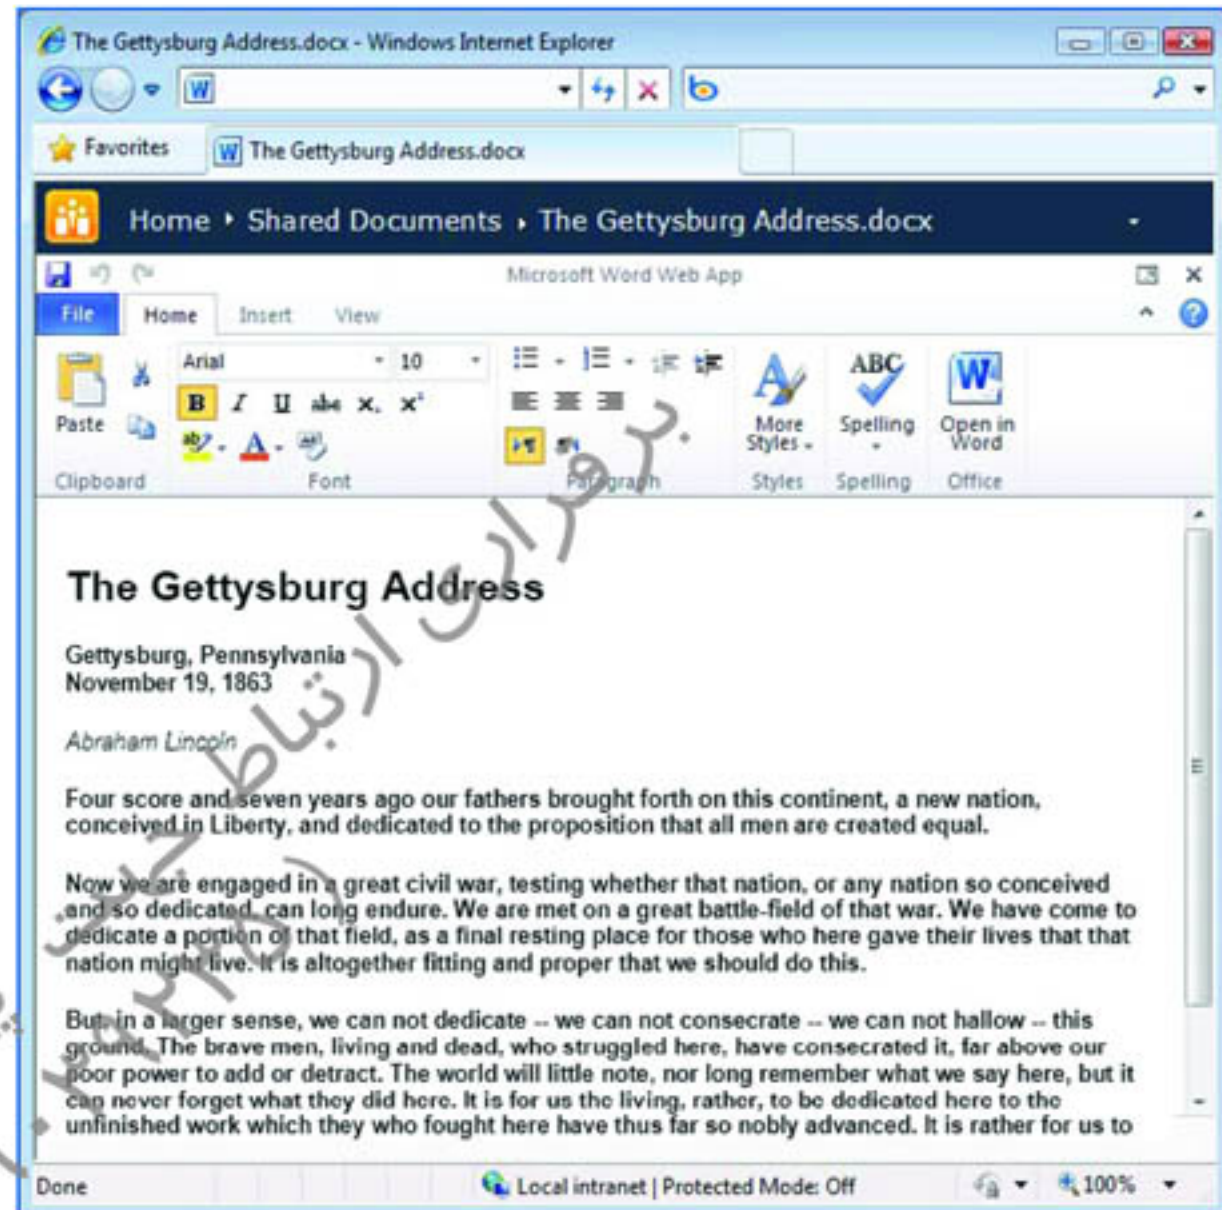 The Gettysburg Address.docx - Windows Internet Explorer
Favorites
The Gettysburg Address.docx
Home ▸ Shared Documents ▸ The Gettysburg Address.docx
Microsoft Word Web App
File Home Insert View
Arial 10
B I U abc x₂ x²
ab A
Paste
More Styles
ABC
Spelling
Open in Word
Clipboard Font Paragraph Styles Spelling Office
The Gettysburg Address
Gettysburg, Pennsylvania
November 19, 1863
Abraham Lincoln
Four score and seven years ago our fathers brought forth on this continent, a new nation,
conceived in Liberty, and dedicated to the proposition that all men are created equal.
Now we are engaged in a great civil war, testing whether that nation, or any nation so conceived
and so dedicated, can long endure. We are met on a great battle-field of that war. We have come to
dedicate a portion of that field, as a final resting place for those who here gave their lives that that
nation might live. It is altogether fitting and proper that we should do this.
But, in a larger sense, we can not dedicate -- we can not consecrate -- we can not hallow -- this
ground. The brave men, living and dead, who struggled here, have consecrated it, far above our
poor power to add or detract. The world will little note, nor long remember what we say here, but it
can never forget what they did here. It is for us the living, rather, to be dedicated here to the
unfinished work which they who fought here have thus far so nobly advanced. It is rather for us to
Done
Local intranet | Protected Mode: Off
100%
برقراری ارتباط